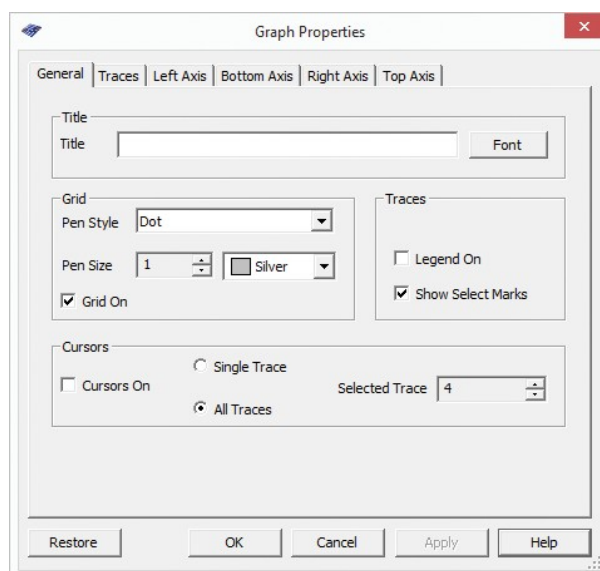 Graph Properties
General Traces Left Axis Bottom Axis Right Axis Top Axis
Title
Title Font
Grid Traces
Pen Style Dot
Pen Size 1 Silver Legend On
Grid On Show Select Marks
Cursors
Single Trace
Cursors On Selected Trace 4
All Traces
Restore OK Cancel Apply Help